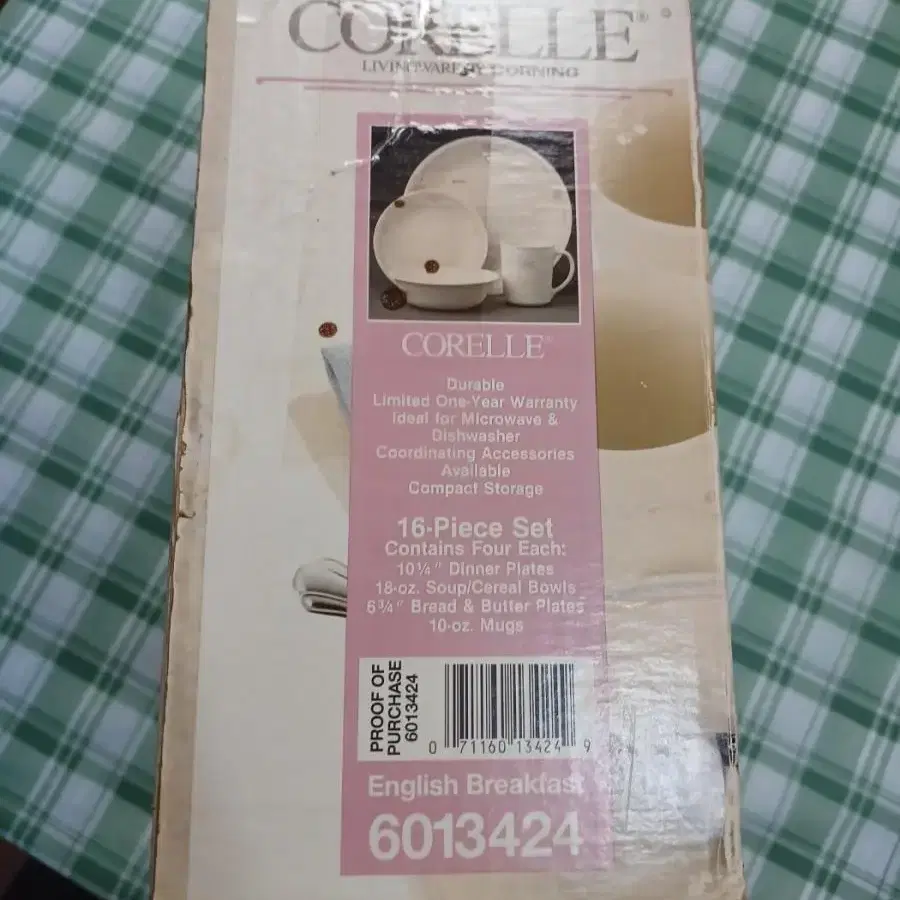 CORELLE®
LIVINGWARE BY CORNING
CORELLE®
Durable
Limited One-Year Warranty
Ideal for Microwave &
Dishwasher
Coordinating Accessories
Available
Compact Storage
16-Piece Set
Contains Four Each:
10¼" Dinner Plates
18-oz. Soup/Cereal Bowls
6¾" Bread & Butter Plates
10-oz. Mugs
PROOF OF
PURCHASE
6013424
0 71160 13424 9
English Breakfast
6013424